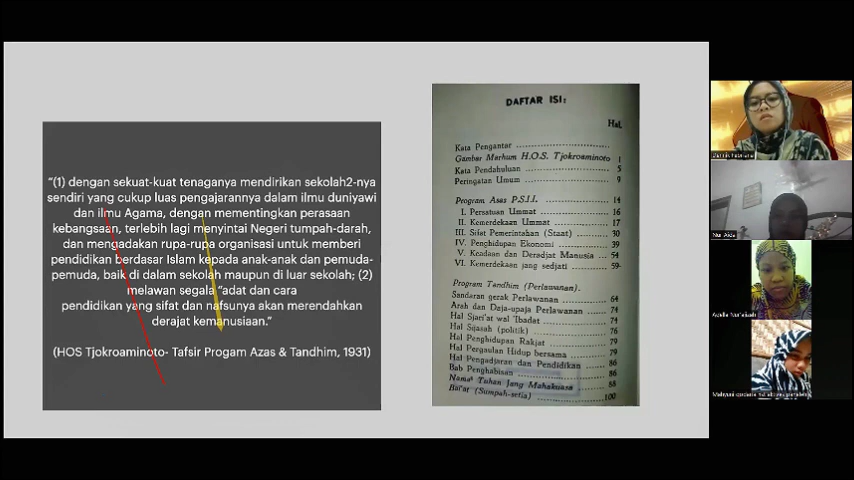 "(1) dengan sekuat-kuat tenaganya mendirikan sekolah2-nya
sendiri yang cukup luas pengajarannya dalam ilmu duniyawi
dan ilmu Agama, dengan mementingkan perasaan
kebangsaan, terlebih lagi menyintai Negeri tumpah-darah,
dan mengadakan rupa-rupa organisasi untuk memberi
pendidikan berdasar Islam kepada anak-anak dan pemuda-
pemuda, baik di dalam sekolah maupun di luar sekolah; (2)
melawan segala "adat dan cara
pendidikan yang sifat dan nafsunya akan merendahkan
derajat kemanusiaan."
(HOS Tjokroaminoto- Tafsir Progam Azas & Tandhim, 1931)
DAFTAR ISI:
Hal.
Kata Pengantar
Gambar Marhum H.O.S. Tjokroaminoto 1
Kata Pendahuluan 5
Peringatan Umum 9
Program Asas P.S.I.I. 14
I. Persatuan Ummat 16
II. Kemerdekaan Ummat 17
III. Sifat Pemerintahan (Staat) 30
IV. Penghidupan Ekonomi 39
V. Keadaan dan Deradjat Manusia 54
VI. Kemerdekaan jang sedjati 59
Program Tandhim (Perlawanan).
Sandaran gerak Perlawanan 64
Arah dan Daja-upaja Perlawanan 74
Hal Sjari'at wal 'Ibadat 74
Hal Sijasah (politik) 76
Hal Penghidupan Rakjat 79
Hal Pergaulan Hidup bersama 79
Hal Pengadjaran dan Pendidikan 86
Bab Penghabisan 86
Nama Tuhan Jang Mahakuasa 88
Bai'at (Sumpah-setia) 100
Nur Aida
Adella Nur'azizah